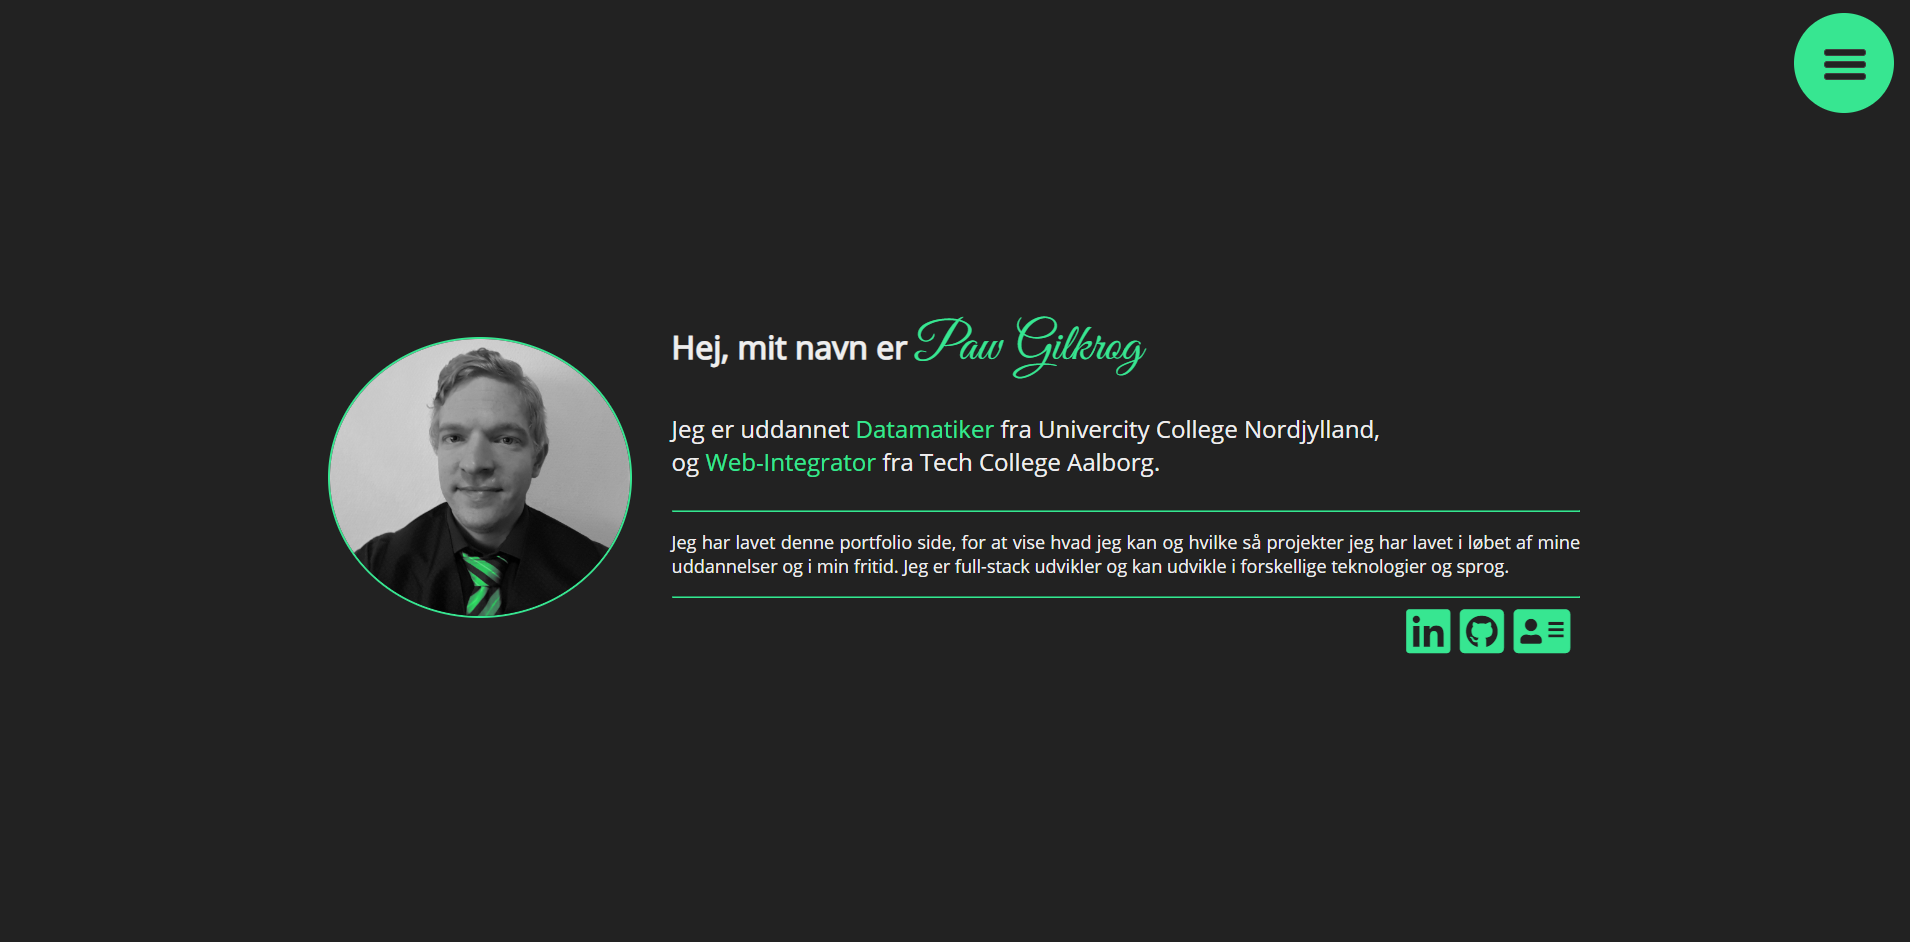 Hej, mit navn er Paw Gilkrog
Jeg er uddannet Datamatiker fra Univercity College Nordjylland,
og Web-Integrator fra Tech College Aalborg.
Jeg har lavet denne portfolio side, for at vise hvad jeg kan og hvilke så projekter jeg har lavet i løbet af mine
uddannelser og i min fritid. Jeg er full-stack udvikler og kan udvikle i forskellige teknologier og sprog.
in